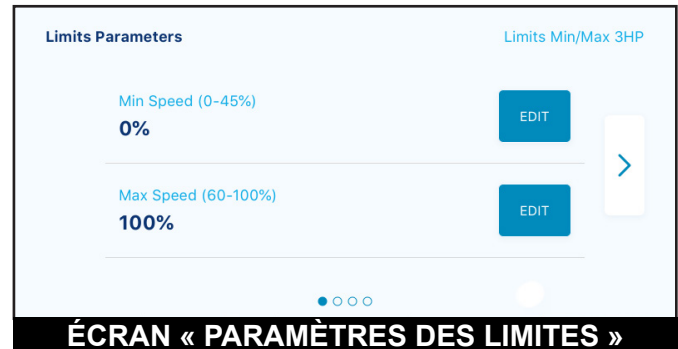 Limits Parameters
Limits Min/Max 3HP
Min Speed (0-45%)
0%
EDIT
Max Speed (60-100%)
100%
EDIT
ÉCRAN « PARAMÈTRES DES LIMITES »